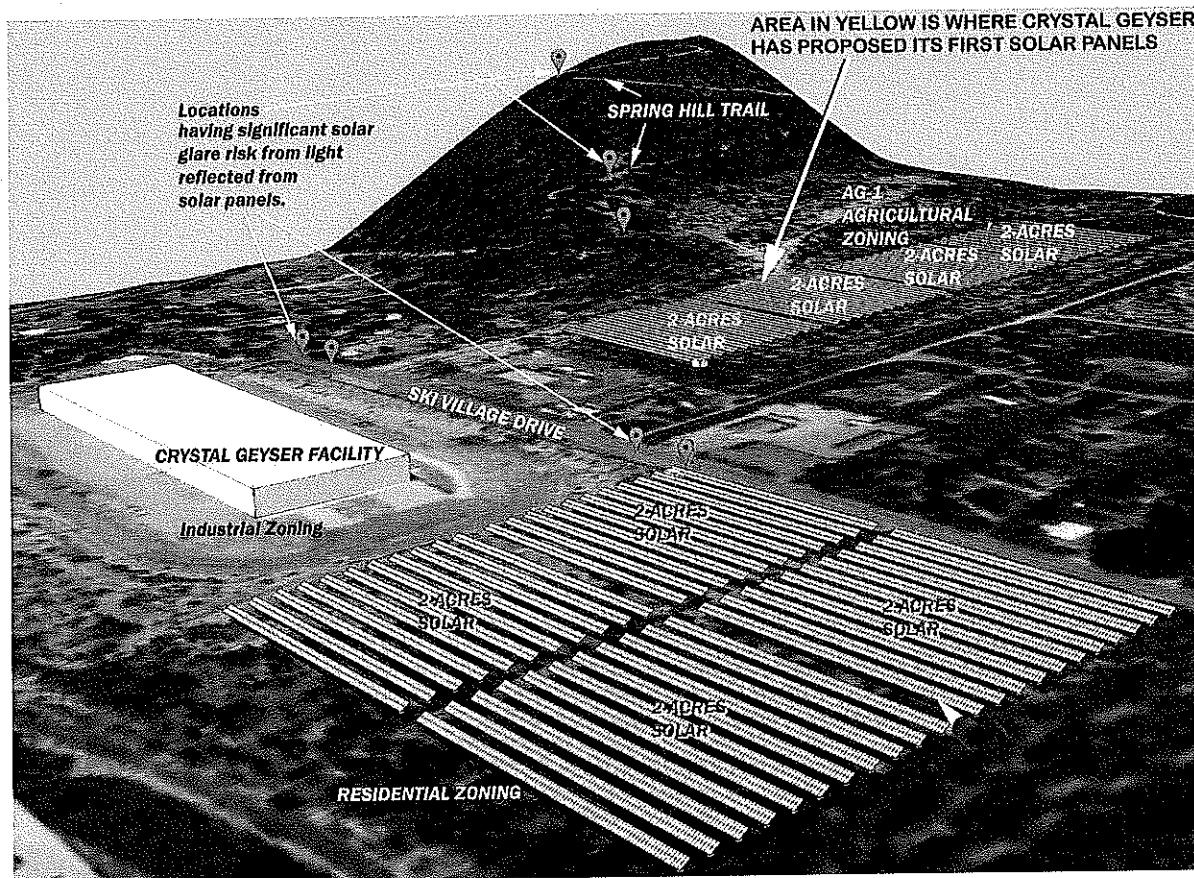 AREA IN YELLOW IS WHERE CRYSTAL GEYSER
HAS PROPOSED ITS FIRST SOLAR PANELS
Locations
having significant solar
glare risk from light
reflected from
solar panels.
SPRING HILL TRAIL
AG-1
AGRICULTURAL
ZONING
2-ACRES
SOLAR
2-ACRES
SOLAR
2-ACRES
SOLAR
2-ACRES
SOLAR
SKI VILLAGE DRIVE
CRYSTAL GEYSER FACILITY
Industrial Zoning
2-ACRES
SOLAR
2-ACRES
SOLAR
2-ACRES
SOLAR
2-ACRES
SOLAR
RESIDENTIAL ZONING